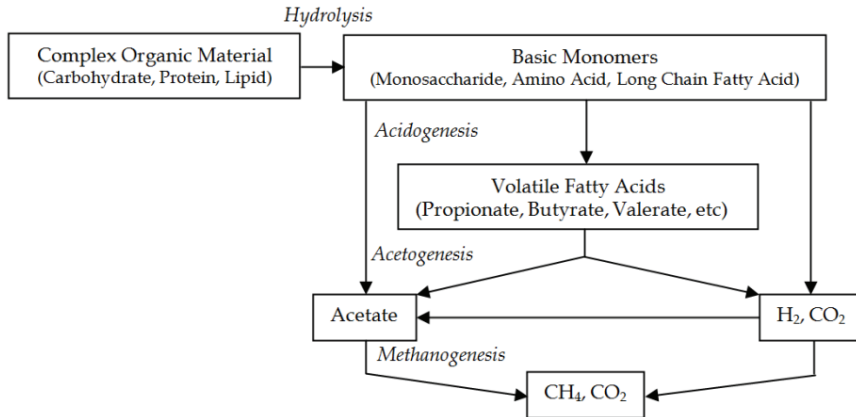 Hydrolysis
Complex Organic Material
(Carbohydrate, Protein, Lipid)
Basic Monomers
(Monosaccharide, Amino Acid, Long Chain Fatty Acid)
Acidogenesis
Volatile Fatty Acids
(Propionate, Butyrate, Valerate, etc)
Acetogenesis
Acetate
H₂, CO₂
Methanogenesis
CH₄, CO₂